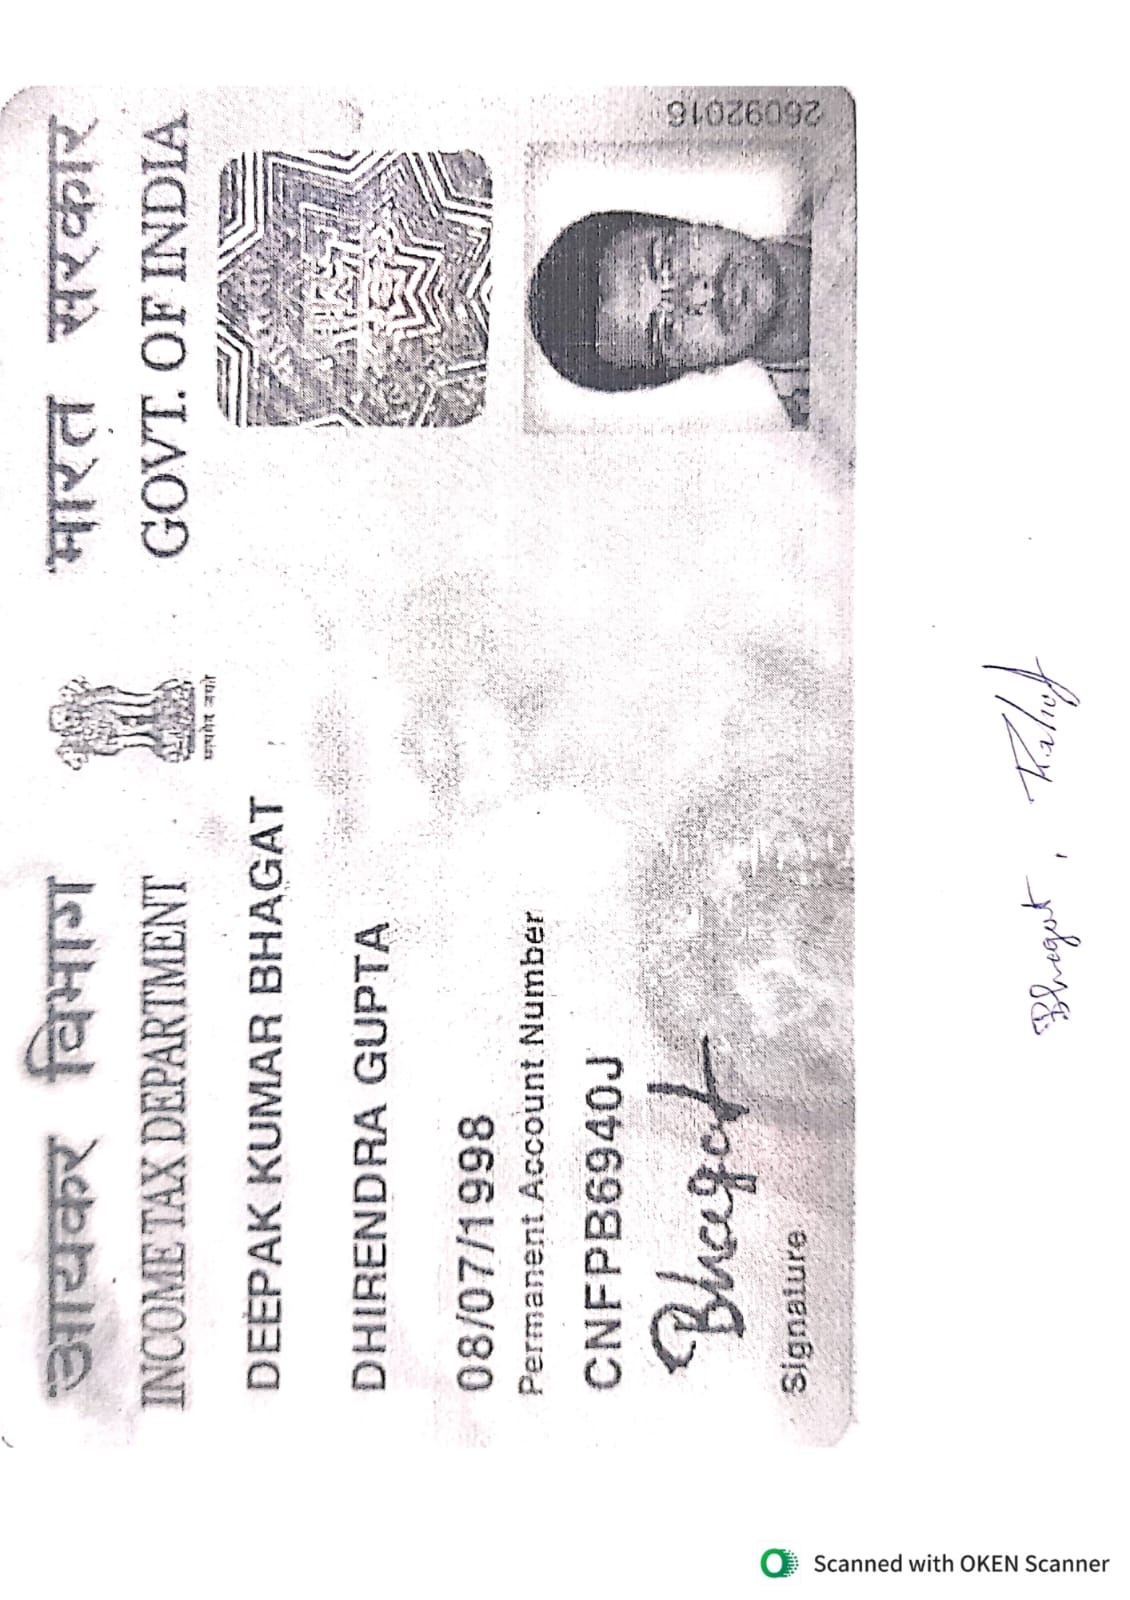 आयकर विभाग
INCOME TAX DEPARTMENT
सत्यमेव जयते
भारत सरकार
GOVT. OF INDIA
DEEPAK KUMAR BHAGAT
DHIRENDRA GUPTA
08/07/1998
Permanent Account Number
CNFPB6940J
Bhagat
Signature
26092016
Bhagat,
Scanned with OKEN Scanner